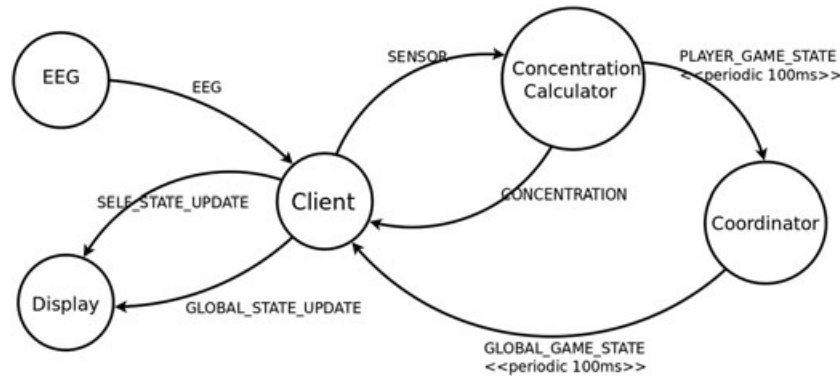 EEG
EEG
SENSOR
Concentration
Calculator
PLAYER_GAME_STATE
<<periodic 100ms>>
SELF_STATE_UPDATE
Client
CONCENTRATION
Coordinator
Display
GLOBAL_STATE_UPDATE
GLOBAL_GAME_STATE
<<periodic 100ms>>